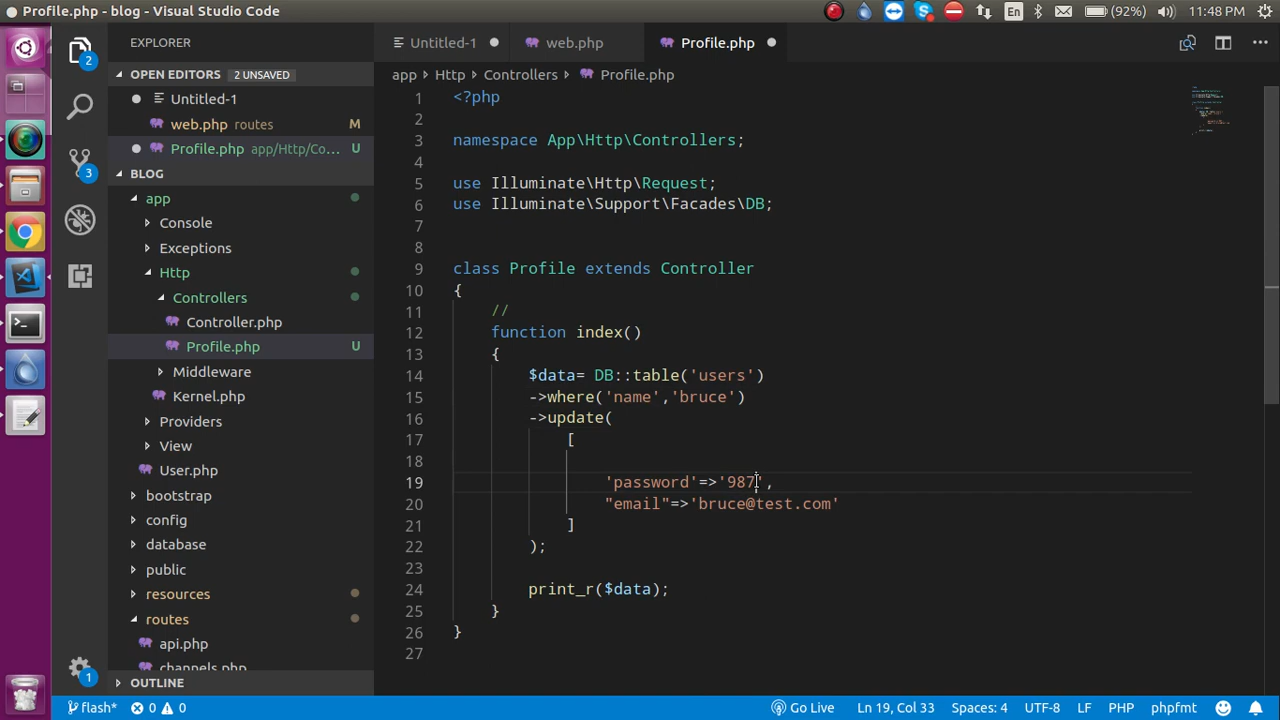 Profile.php - blog - Visual Studio Code
En
(92%)
11:48 PM
EXPLORER
OPEN EDITORS 2 UNSAVED
Untitled-1
web.php routes M
Profile.php app/Http/Co... U
BLOG
app
Console
Exceptions
Http
Controllers
Controller.php
Profile.php U
Middleware
Kernel.php
Providers
View
User.php
bootstrap
config
database
public
resources
routes
api.php
channels.php
OUTLINE
2
3
1
Untitled-1
web.php
Profile.php
app Http Controllers Profile.php
1 <?php
2
3 namespace App\Http\Controllers;
4
5 use Illuminate\Http\Request;
6 use Illuminate\Support\Facades\DB;
7
8
9 class Profile extends Controller
10 {
11 //
12 function index()
13 {
14 $data= DB::table('users')
15 ->where('name','bruce')
16 ->update(
17 [
18
19 'password'=>'987',
20 "email"=>'bruce@test.com'
21 ]
22 );
23
24 print_r($data);
25 }
26 }
27
flash* 0 0
Go Live Ln 19, Col 33 Spaces: 4 UTF-8 LF PHP phpfmt